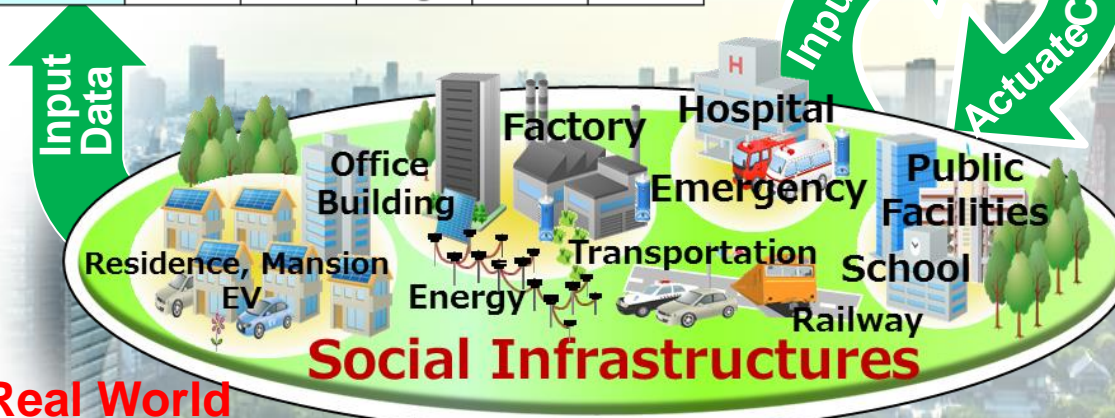 Input
Data
Input
ActuateC
H
Factory
Hospital
Office
Building
Emergency
Public
Facilities
Residence, Mansion
EV
Energy
Transportation
School
Railway
Social Infrastructures
Real World